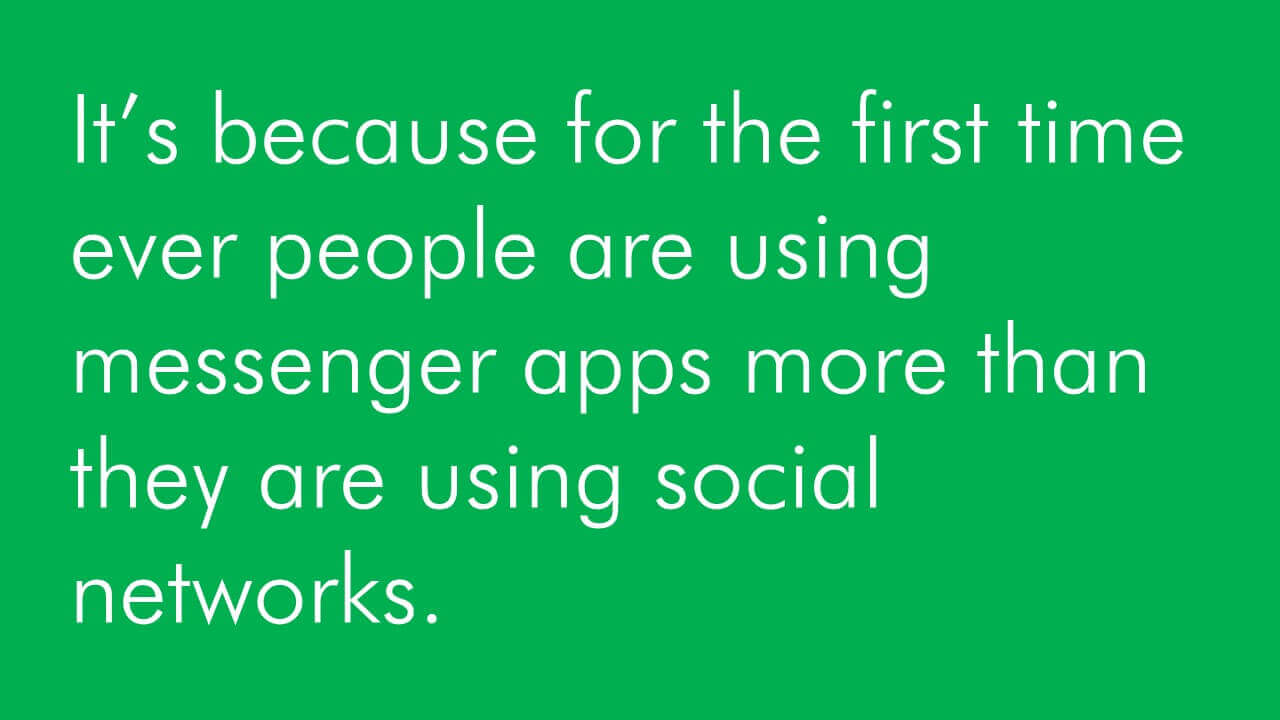 It’s because for the first time
ever people are using
messenger apps more than
they are using social
networks.